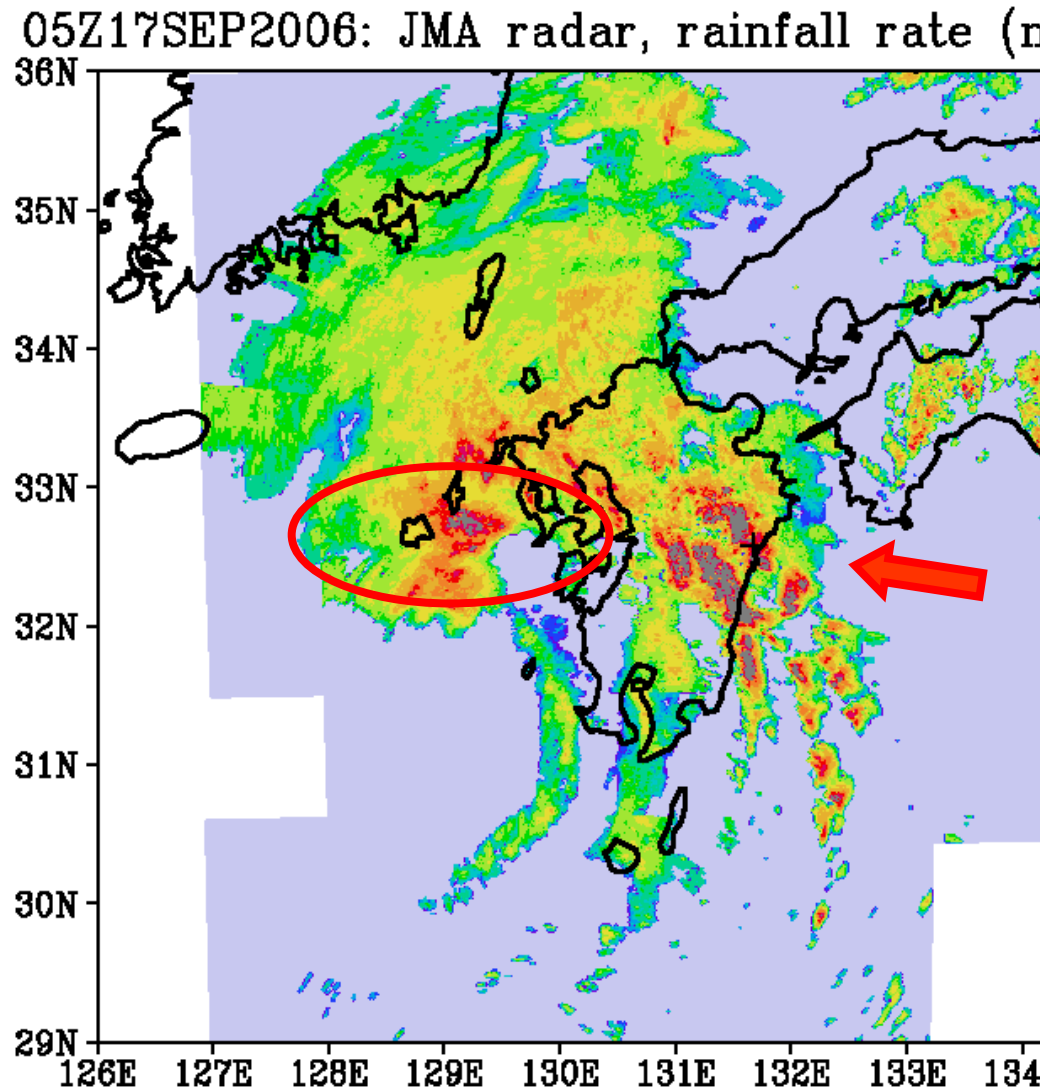 05Z17SEP2006: JMA radar, rainfall rate (
36N
35N
34N
33N
32N
31N
30N
29N
126E 127E 128E 129E 130E 131E 132E 133E 134